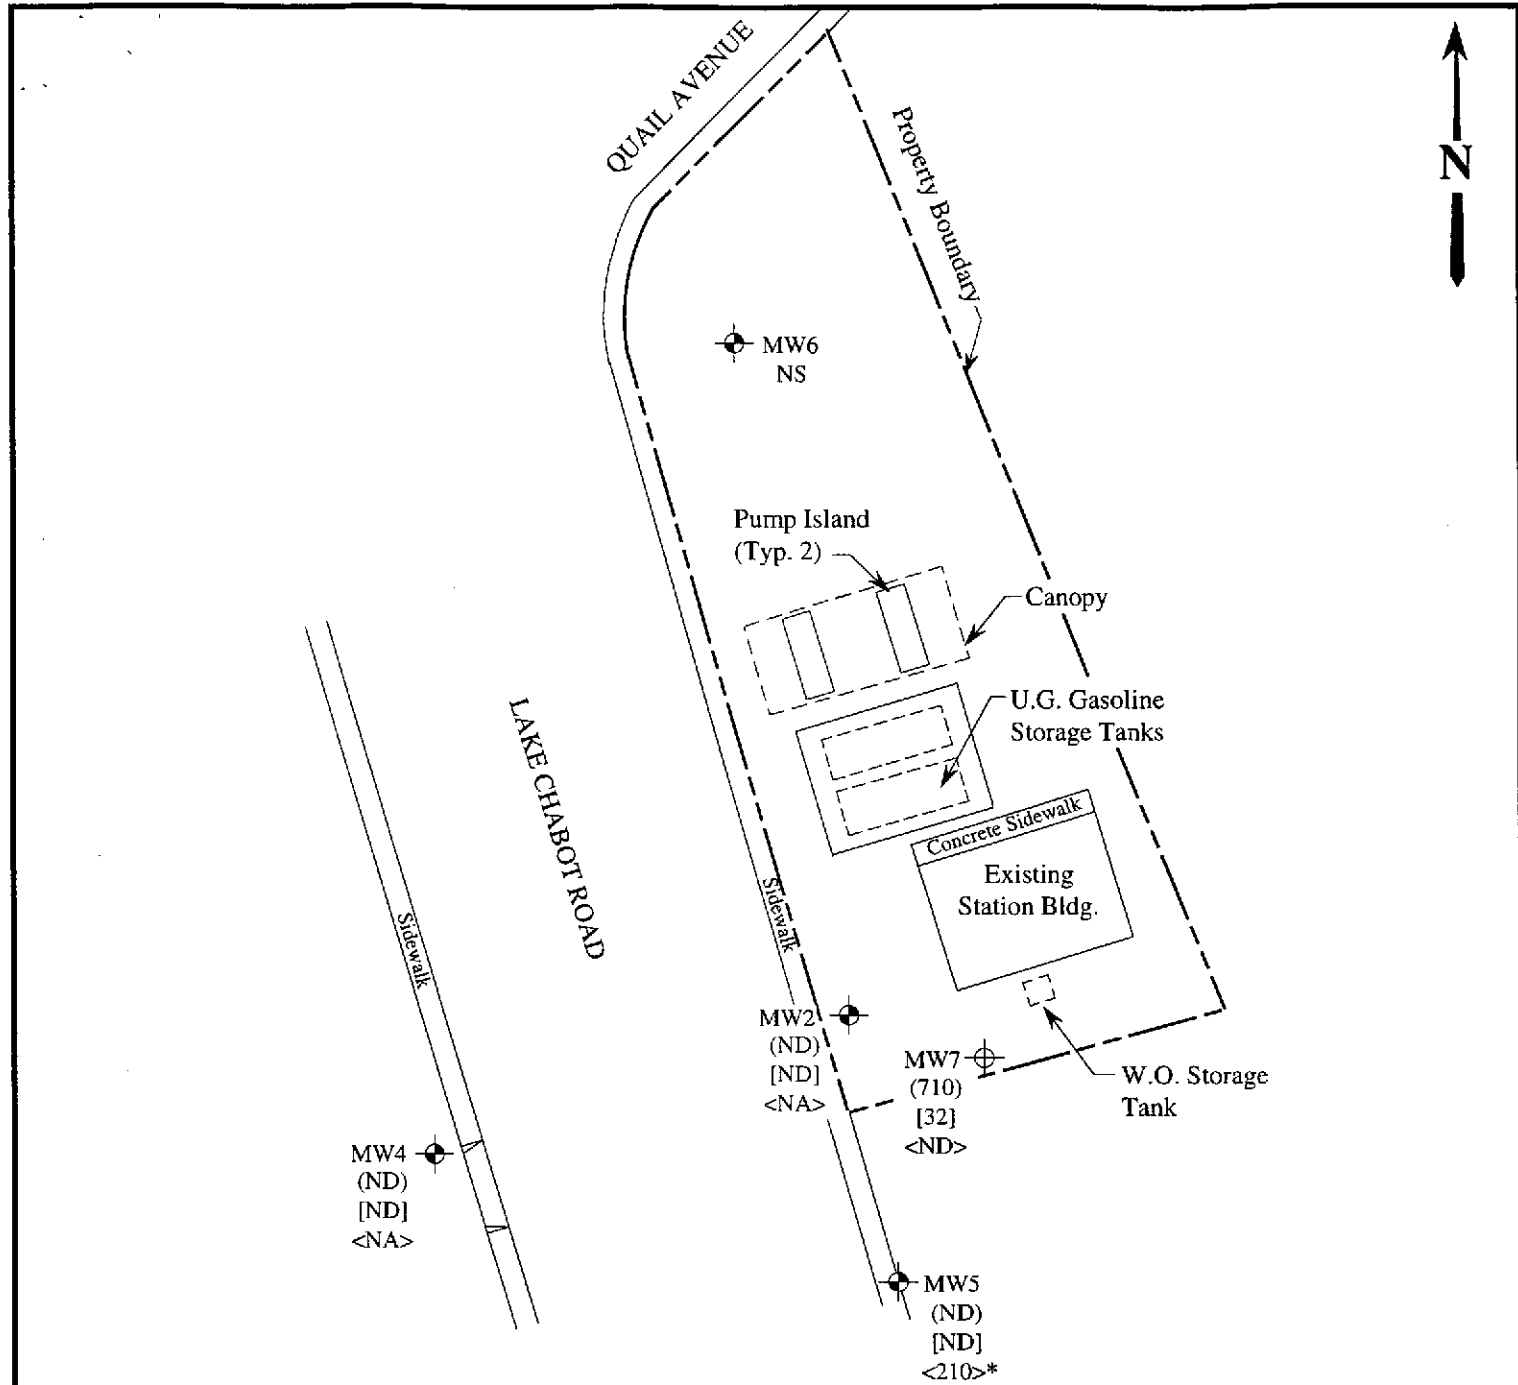 QUAIL AVENUE
Property Boundary
N
MW6
NS
Pump Island
(Typ. 2)
Canopy
U.G. Gasoline
Storage Tanks
LAKE CHABOT ROAD
Concrete Sidewalk
Existing
Station Bldg.
Sidewalk
Sidewalk
MW2
(ND)
[ND]
<NA>
MW7
(710)
[32]
<ND>
W.O. Storage
Tank
MW4
(ND)
[ND]
<NA>
MW5
(ND)
[ND]
<210>*